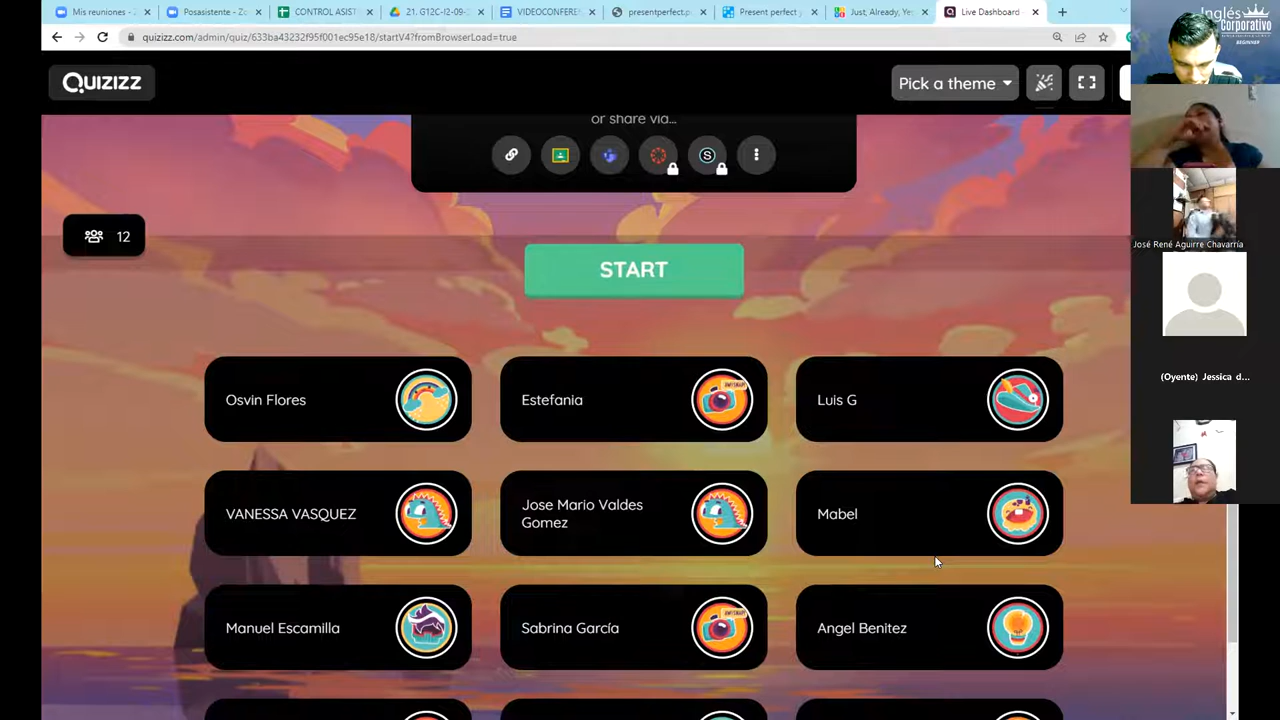 Mis reuniones - Z
Posasistente - Zo
CONTROL ASIST
21. G12C-I2-09-2
VIDEOCONFERE
presentperfect.p
Present perfect y
Just, Already, Ye
Live Dashboard
quizizz.com/admin/quiz/633ba43232f95f001ec95e18/startV4?fromBrowserLoad=true
Inglés
Corporativo
BEGINNER
QUIZIZZ
Pick a theme
or share via...
S
12
START
José René Aguirre Chavarría
(Oyente) Jessica d...
Osvin Flores
Estefania
Luis G
VANESSA VASQUEZ
Jose Mario Valdes
Gomez
Mabel
Manuel Escamilla
Sabrina García
Angel Benitez